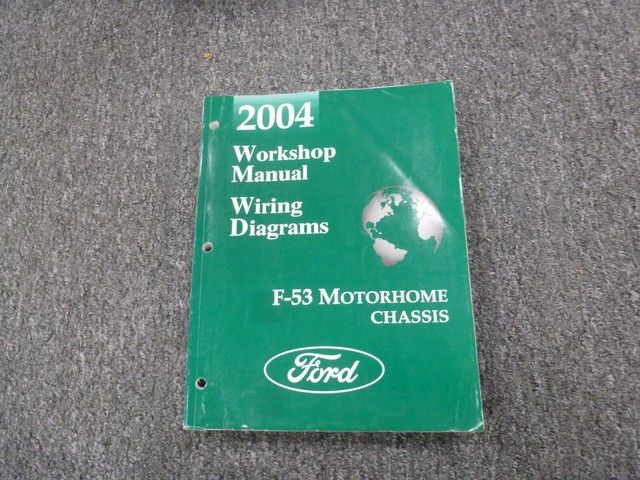 2004
Workshop
Manual
Wiring
Diagrams
F-53 MOTORHOME
CHASSIS
Ford